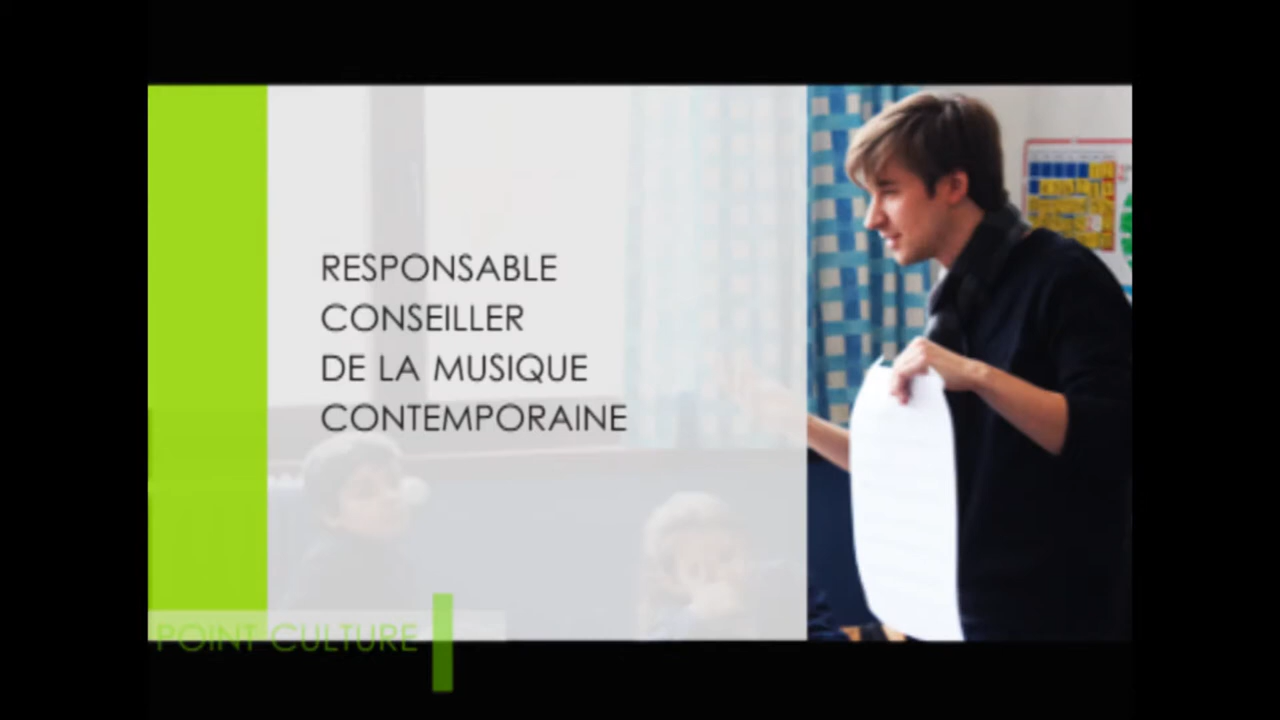 RESPONSABLE
CONSEILLER
DE LA MUSIQUE
CONTEMPORAINE
POINT CULTURE